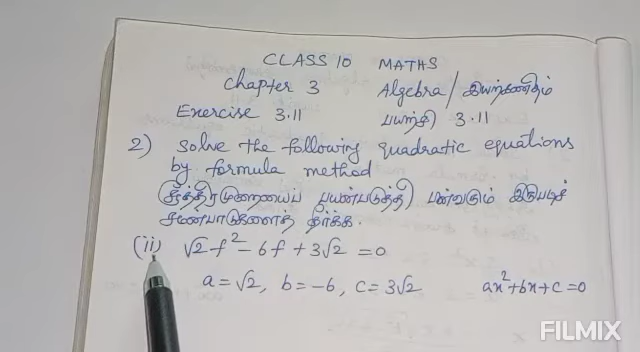 CLASS 10 MATHS
Chapter 3 Algebra / இயற்கணிதம்
Exercise 3.11 பயிற்சி 3.11
2) Solve the following quadratic equations
by formula method
(சூத்திரமுறையைப் பயன்படுத்தி) பின்வரும் இருபடிச்
சமன்பாடுகளைத் தீர்க்க.
(ii) √2 f² - 6f + 3√2 = 0
a = √2, b = -6, c = 3√2 ax² + bx + c = 0
FILMIX